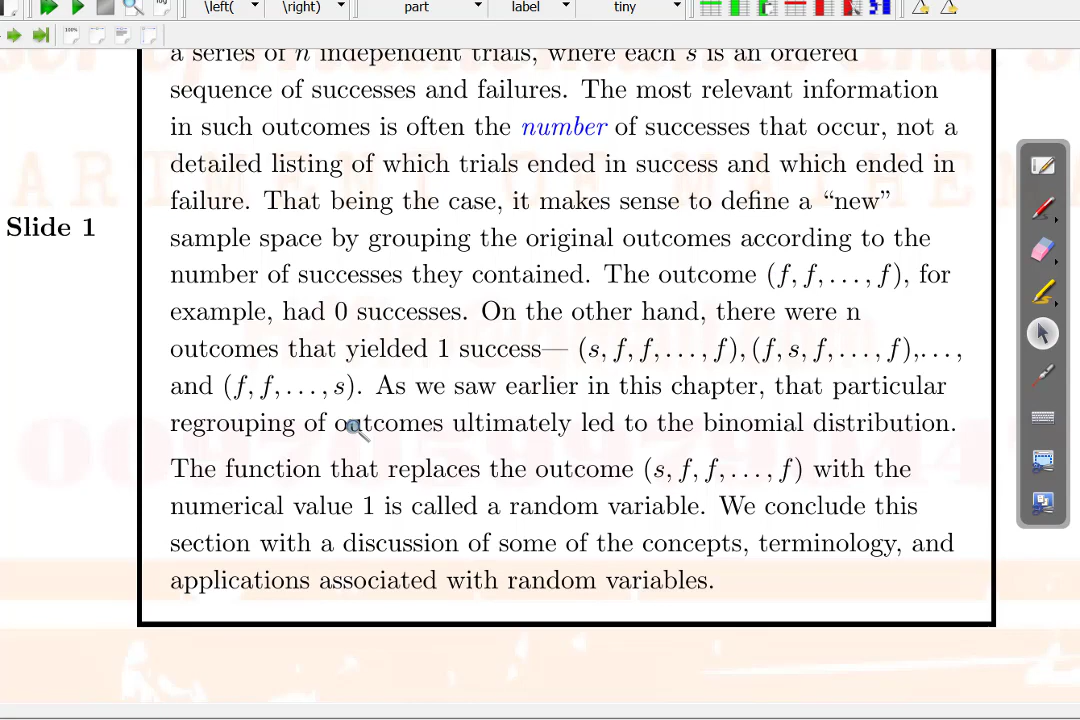 \left( \right) part label tiny
a series of n independent trials, where each s is an ordered
sequence of successes and failures. The most relevant information
in such outcomes is often the number of successes that occur, not a
detailed listing of which trials ended in success and which ended in
failure. That being the case, it makes sense to define a “new”
Slide 1
sample space by grouping the original outcomes according to the
number of successes they contained. The outcome (f, f, . . . , f), for
example, had 0 successes. On the other hand, there were n
outcomes that yielded 1 success— (s, f, f, . . . , f), (f, s, f, . . . , f),. . . ,
and (f, f, . . . , s). As we saw earlier in this chapter, that particular
regrouping of outcomes ultimately led to the binomial distribution.
The function that replaces the outcome (s, f, f, . . . , f) with the
numerical value 1 is called a random variable. We conclude this
section with a discussion of some of the concepts, terminology, and
applications associated with random variables.